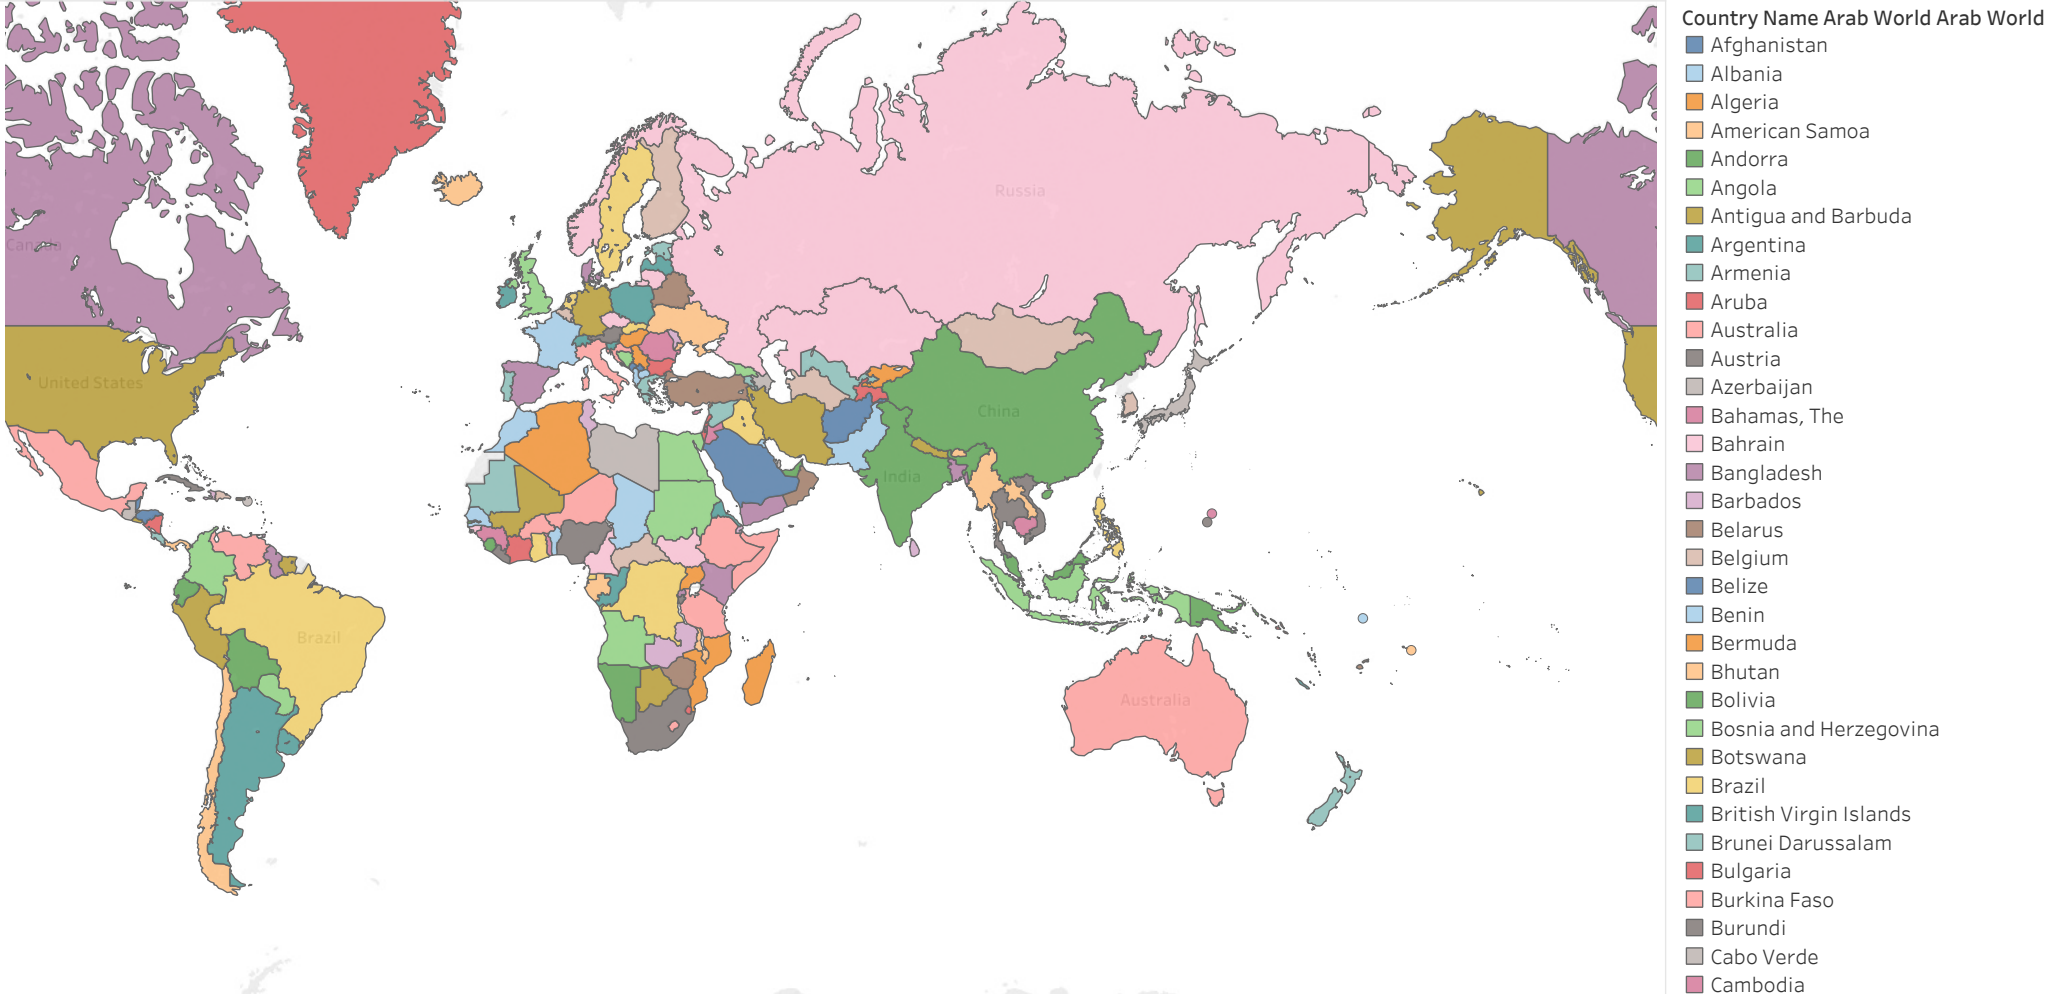 Country Name Arab World Arab World
Afghanistan
Albania
Algeria
American Samoa
Andorra
Angola
Antigua and Barbuda
Argentina
Armenia
Aruba
Australia
Austria
Azerbaijan
Bahamas, The
Bahrain
Bangladesh
Barbados
Belarus
Belgium
Belize
Benin
Bermuda
Bhutan
Bolivia
Bosnia and Herzegovina
Botswana
Brazil
British Virgin Islands
Brunei Darussalam
Bulgaria
Burkina Faso
Burundi
Cabo Verde
Cambodia
Russia
Canada
United States
China
India
Brazil
Australia